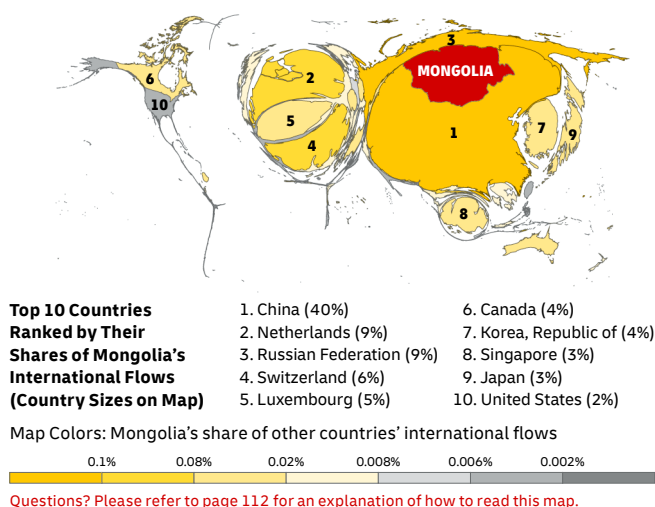 3
MONGOLIA
6
2
10
5
1
7
9
4
8
Top 10 Countries
Ranked by Their
Shares of Mongolia's
International Flows
(Country Sizes on Map)
1. China (40%)
2. Netherlands (9%)
3. Russian Federation (9%)
4. Switzerland (6%)
5. Luxembourg (5%)
6. Canada (4%)
7. Korea, Republic of (4%)
8. Singapore (3%)
9. Japan (3%)
10. United States (2%)
Map Colors: Mongolia's share of other countries' international flows
0.1% 0.08% 0.02% 0.008% 0.006% 0.002%
Questions? Please refer to page 112 for an explanation of how to read this map.